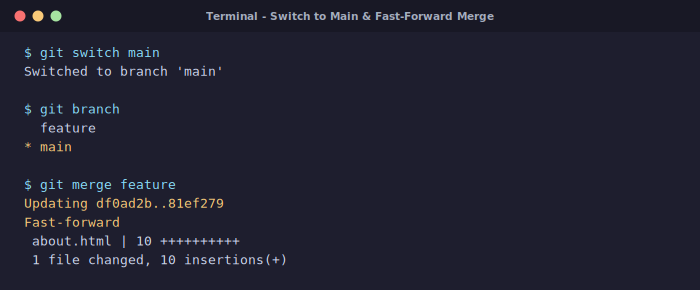 Terminal - Switch to Main & Fast-Forward Merge
$ git switch main
Switched to branch 'main'
$ git branch
  feature
* main
$ git merge feature
Updating df0ad2b..81ef279
Fast-forward
 about.html | 10 ++++++++++
 1 file changed, 10 insertions(+)